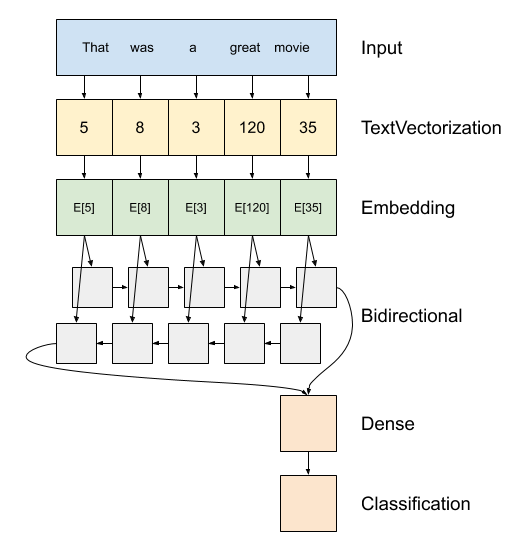 That was a great movie Input
5 8 3 120 35 TextVectorization
E[5] E[8] E[3] E[120] E[35] Embedding
Bidirectional
Dense
Classification